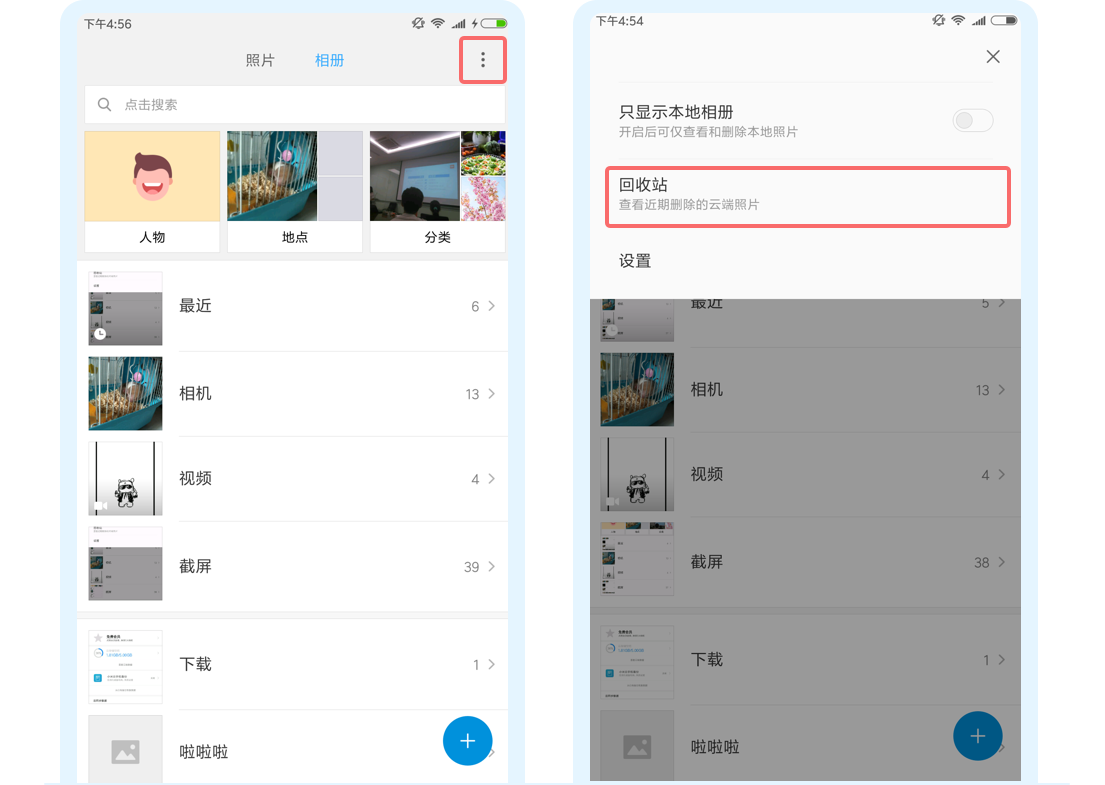 下午4:56
照片
相册
点击搜索
人物
地点
分类
最近
6
相机
13
视频
4
截屏
39
下载
1
啦啦啦
下午4:54
只显示本地相册
开启后可仅查看和删除本地照片
回收站
查看近期删除的云端照片
设置
最近
5
相机
13
视频
4
截屏
38
下载
1
啦啦啦